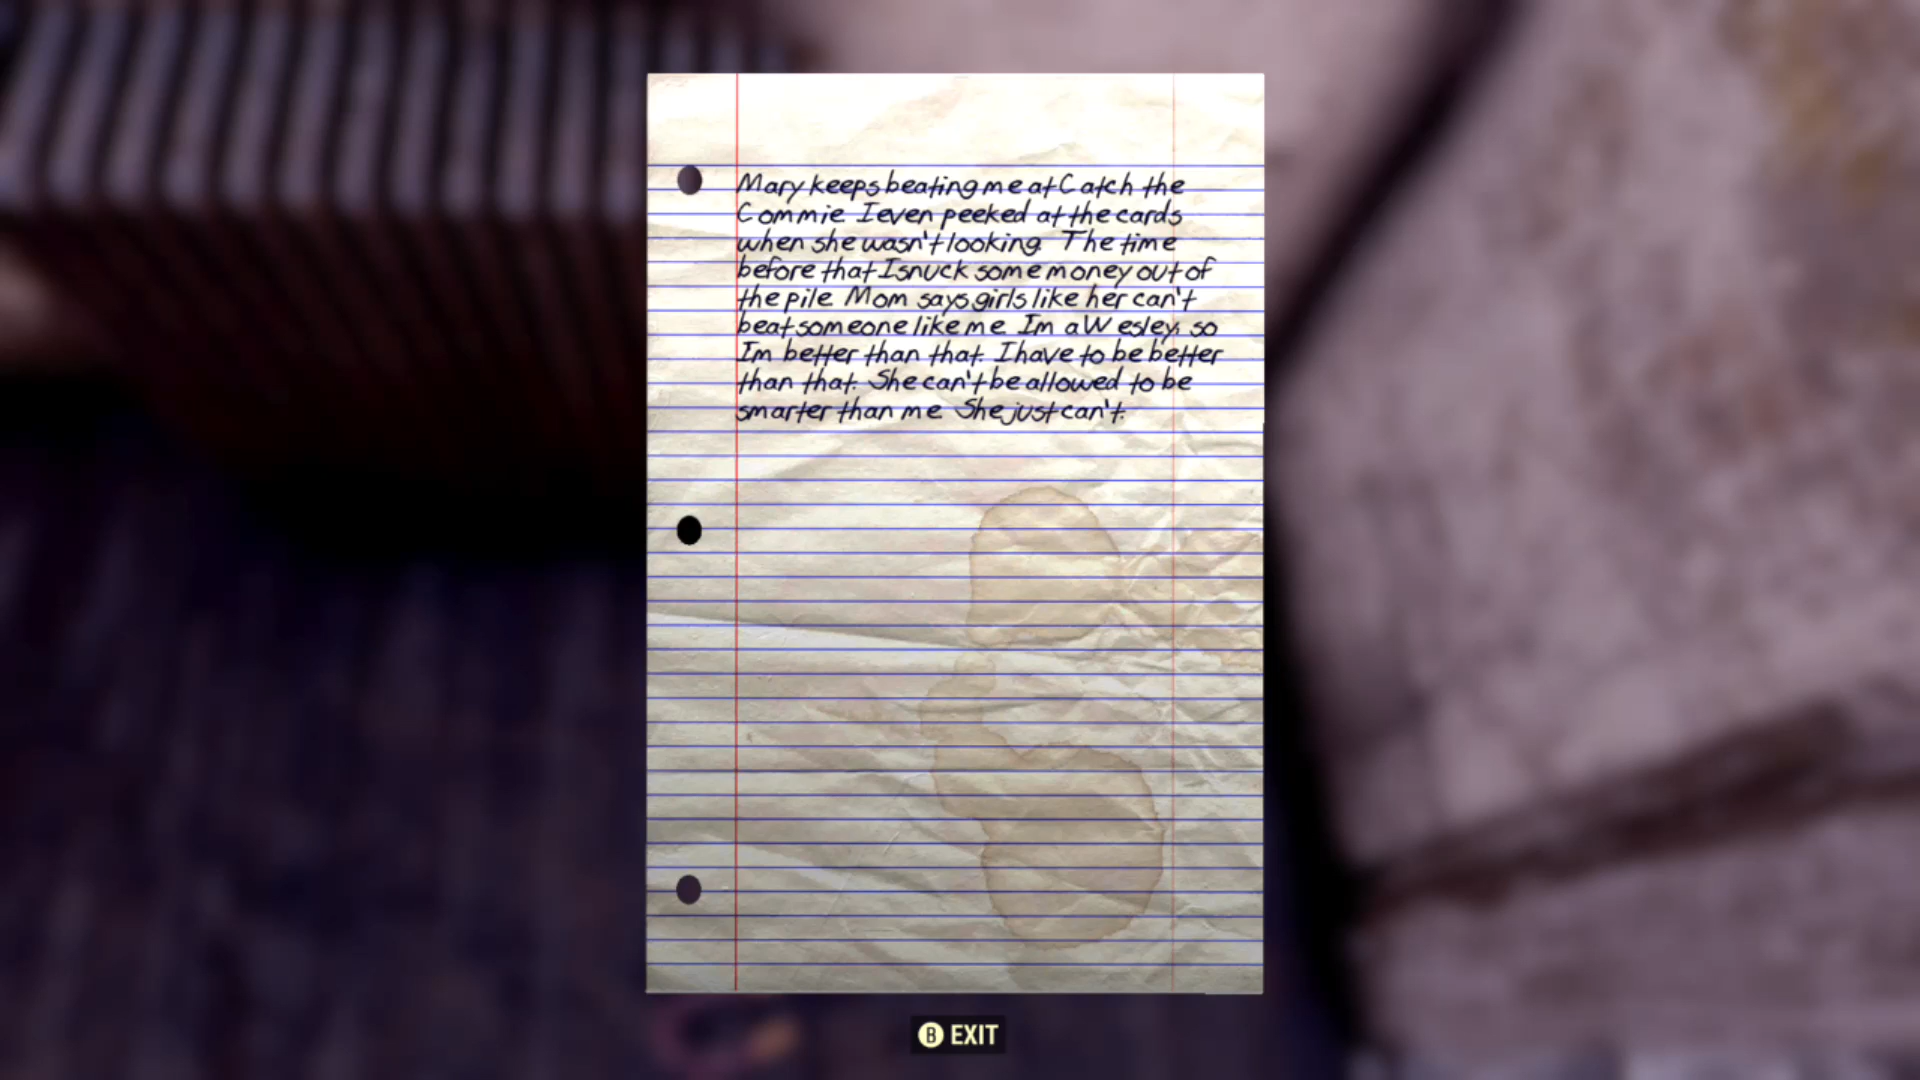 Mary keeps beating me at Catch the
Commie. I even peeked at the cards
when she wasn't looking. The time
before that I snuck some money out of
the pile. Mom says girls like her can't
beat someone like me. Im a Wesley, so
Im better than that. I have to be better
than that. She can't be allowed to be
smarter than me. She just can't.
B EXIT